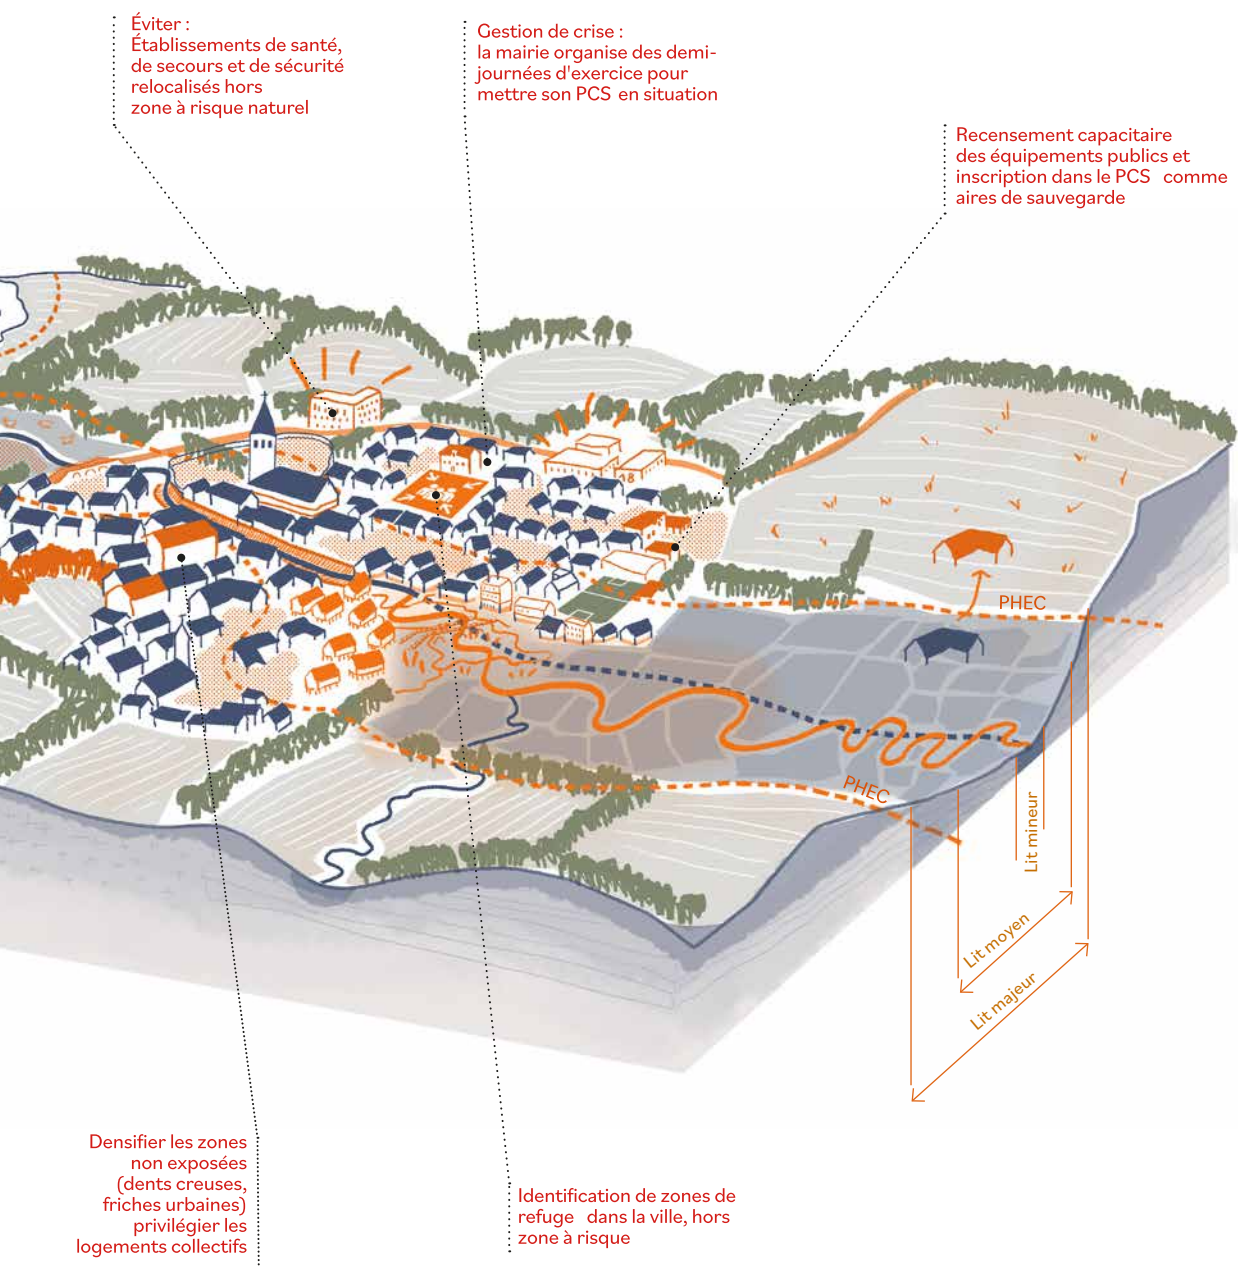 Éviter :
Établissements de santé,
de secours et de sécurité
relocalisés hors
zone à risque naturel
Gestion de crise :
la mairie organise des demi-
journées d'exercice pour
mettre son PCS en situation
Recensement capacitaire
des équipements publics et
inscription dans le PCS comme
aires de sauvegarde
18
PHEC
PHEC
Lit mineur
Lit moyen
Lit majeur
Densifier les zones
non exposées
(dents creuses,
friches urbaines)
privilégier les
logements collectifs
Identification de zones de
refuge dans la ville, hors
zone à risque